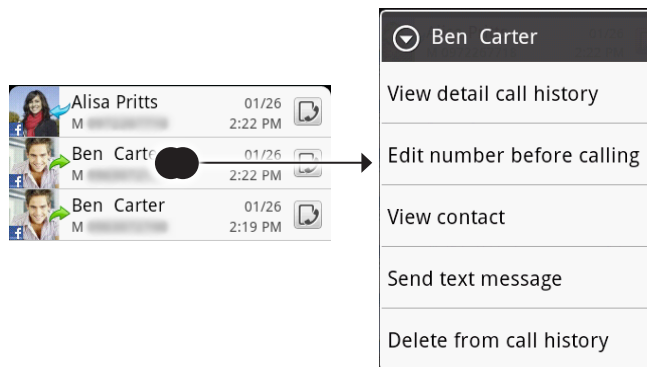 Alisa Pritts 01/26
M 2:22 PM
Ben Carte 01/26
M 2:22 PM
Ben Carter 01/26
M 2:19 PM
Ben Carter
View detail call history
Edit number before calling
View contact
Send text message
Delete from call history